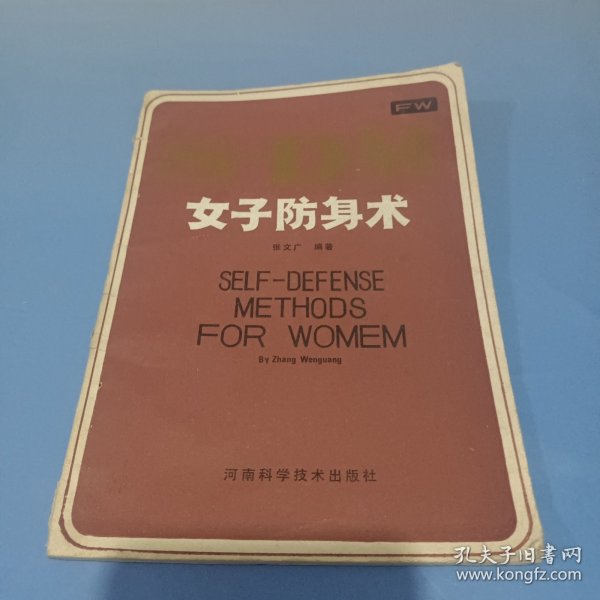 FW
女子防身术
张文广 编著
SELF-DEFENSE
METHODS
FOR WOMEM
By Zhang Wenguang
河南科学技术出版社
孔夫子旧书网
www.kongfz.com